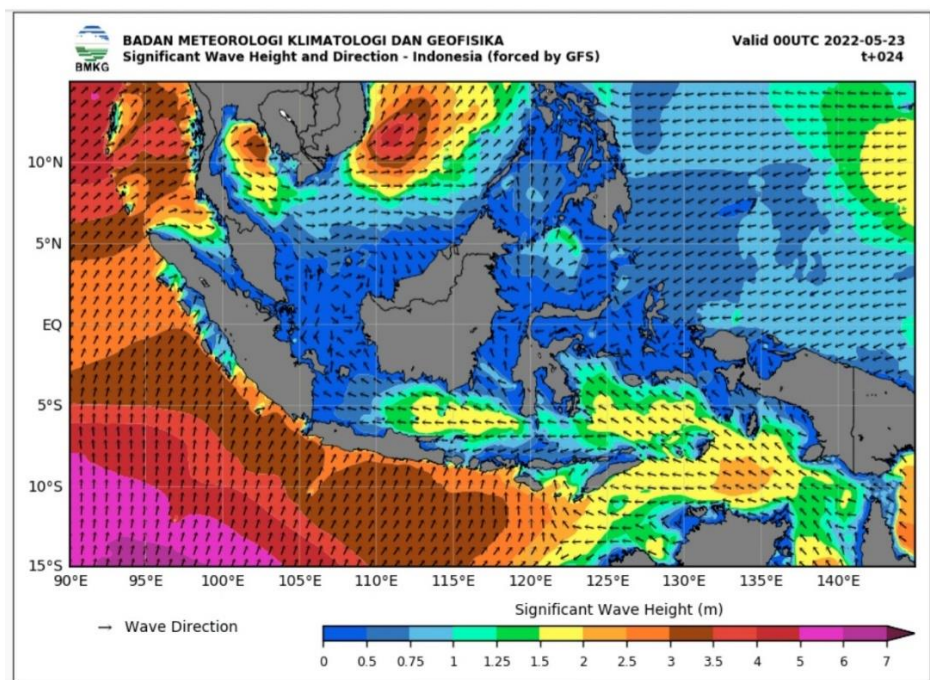 BMKG
BADAN METEOROLOGI KLIMATOLOGI DAN GEOFISIKA
Significant Wave Height and Direction - Indonesia (forced by GFS)
Valid 00UTC 2022-05-23
t+024
10°N
5°N
EQ
5°S
10°S
15°S
90°E 95°E 100°E 105°E 110°E 115°E 120°E 125°E 130°E 135°E 140°E
→ Wave Direction
Significant Wave Height (m)
0 0.5 0.75 1 1.25 1.5 2 2.5 3 3.5 4 5 6 7